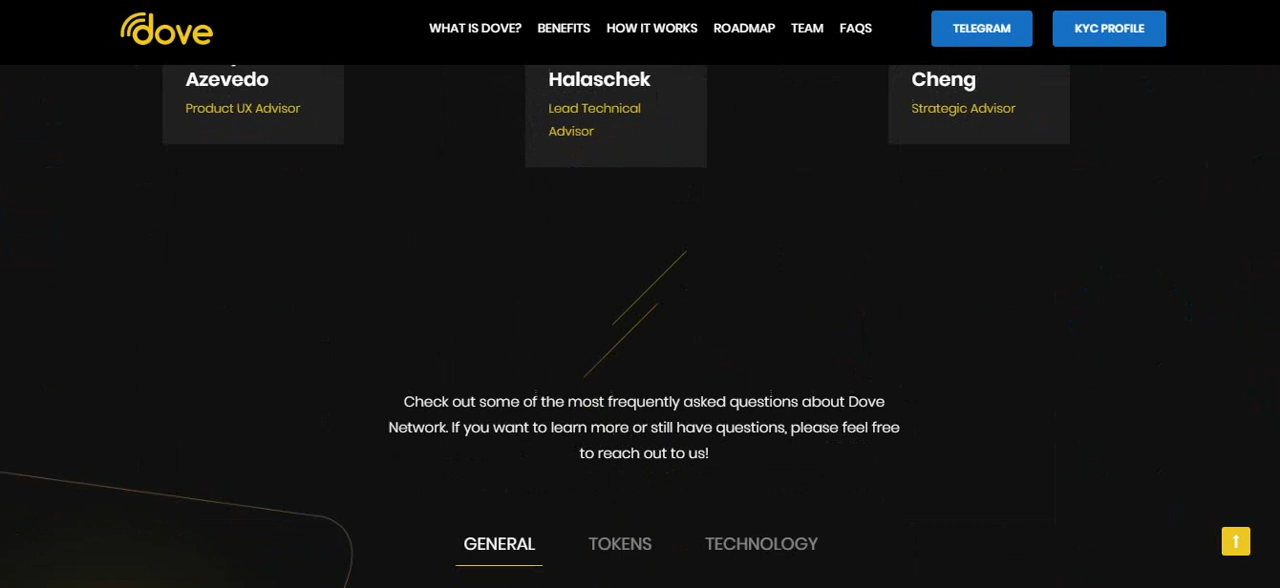 dove
WHAT IS DOVE? BENEFITS HOW IT WORKS ROADMAP TEAM FAQS TELEGRAM KYC PROFILE
Azevedo
Product UX Advisor
Halaschek
Lead Technical
Advisor
Cheng
Strategic Advisor
Check out some of the most frequently asked questions about Dove
Network. If you want to learn more or still have questions, please feel free
to reach out to us!
GENERAL TOKENS TECHNOLOGY